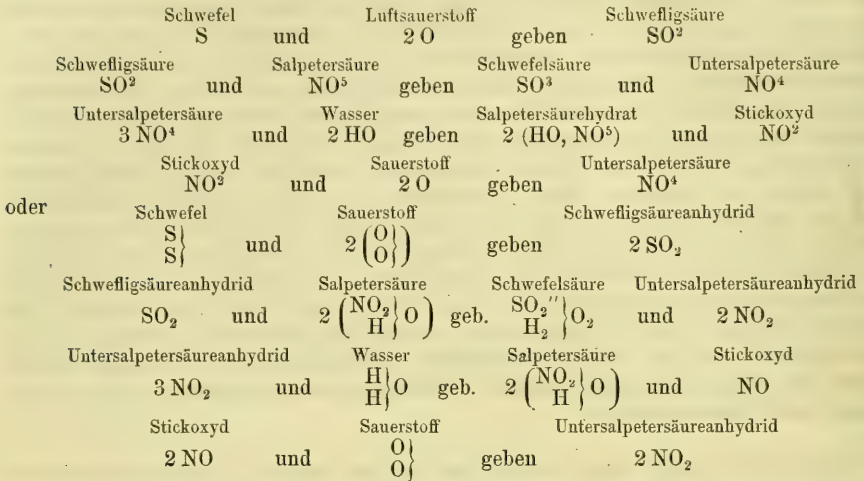 Schwefel Luftsauerstoff Schwefligsäure
S und 2 O geben SO²
Schwefligsäure Salpetersäure Schwefelsäure Untersalpetersäure
SO² und NO⁵ geben SO³ und NO⁴
Untersalpetersäure Wasser Salpetersäurehydrat Stickoxyd
3 NO⁴ und 2 HO geben 2 (HO, NO⁵) und NO²
Stickoxyd Sauerstoff Untersalpetersäure
NO² und 2 O geben NO⁴
oder
Schwefel Sauerstoff Schwefligsäureanhydrid
S
S} und 2 (O
O}) geben 2 SO₂
Schwefligsäureanhydrid Salpetersäure Schwefelsäure Untersalpetersäureanhydrid
SO₂ und 2 (NO₂
H} O) geb. SO₂″
H₂}O₂ und 2 NO₂
Untersalpetersäureanhydrid Wasser Salpetersäure Stickoxyd
3 NO₂ und H
H}O geb. 2 (NO₂
H} O) und NO
Stickoxyd Sauerstoff Untersalpetersäureanhydrid
2 NO und O
O} geben 2 NO₂